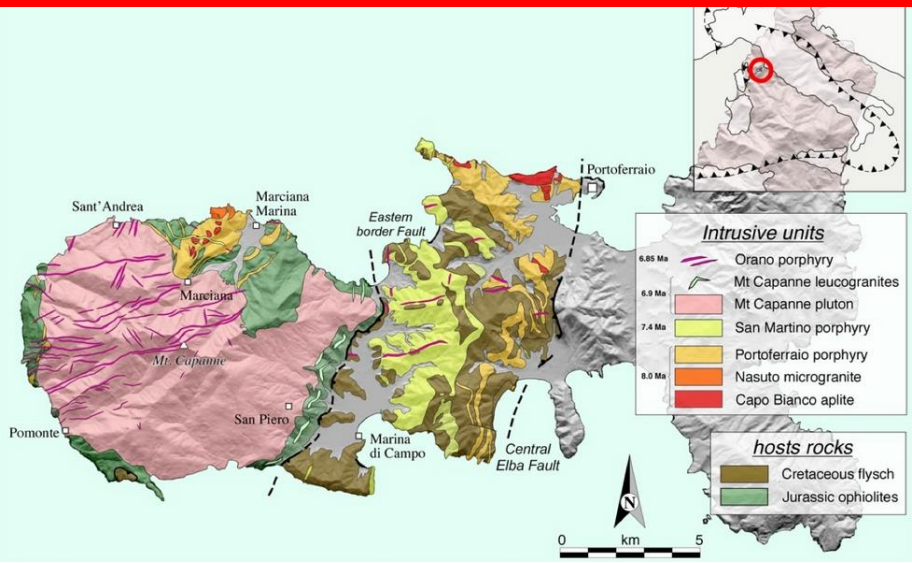 Portoferraio
Marciana
Marina
Sant'Andrea
Eastern
border Fault
Marciana
Mt. Capanne
San Piero
Pomonte
Marina
di Campo
Central
Elba Fault
N
0 km 5
Intrusive units
6.85 Ma
Orano porphyry
Mt Capanne leucogranites
6.9 Ma
Mt Capanne pluton
7.4 Ma
San Martino porphyry
Portoferraio porphyry
8.0 Ma
Nasuto microgranite
Capo Bianco aplite
hosts rocks
Cretaceous flysch
Jurassic ophiolites